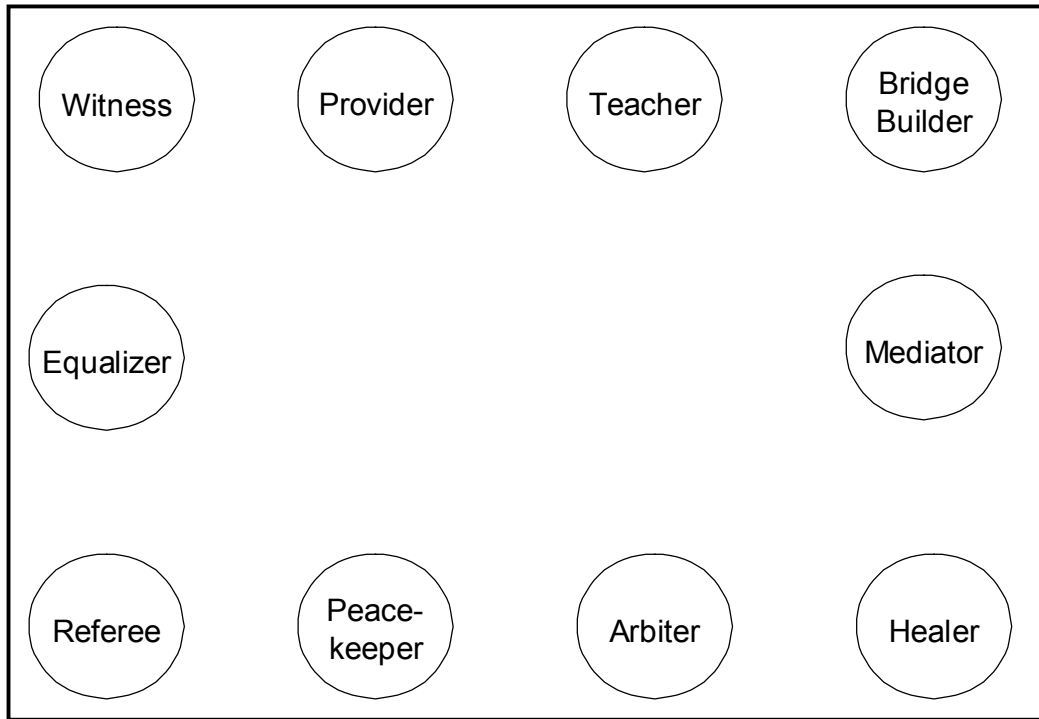 Witness
Provider
Teacher
Bridge
Builder
Equalizer
Mediator
Referee
Peace-
keeper
Arbiter
Healer